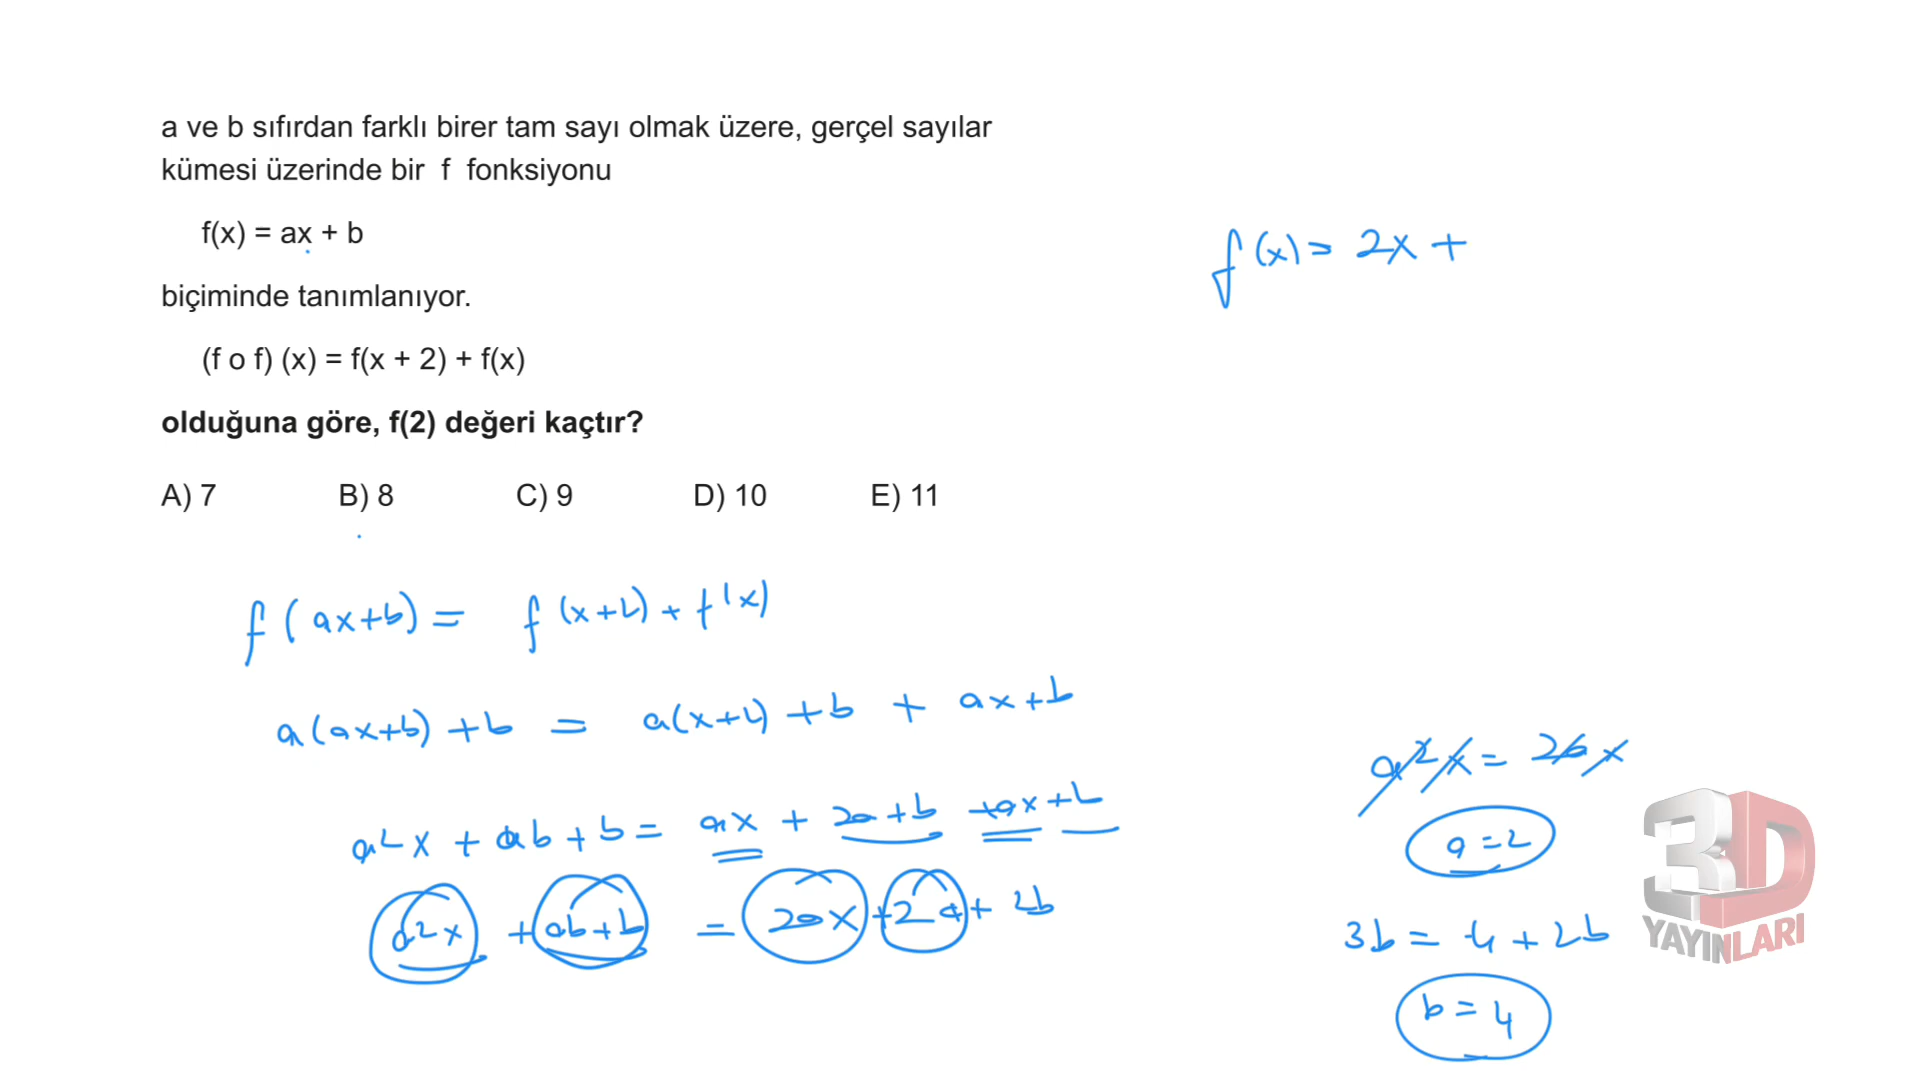 a ve b sıfırdan farklı birer tam sayı olmak üzere, gerçel sayılar
kümesi üzerinde bir f fonksiyonu
f(x) = ax + b
biçiminde tanımlanıyor.
(f o f) (x) = f(x + 2) + f(x)
olduğuna göre, f(2) değeri kaçtır?
A) 7 B) 8 C) 9 D) 10 E) 11
f(x) = 2x +
f(ax+b) = f(x+2) + f(x)
a(ax+b) + b = a(x+2) + b + ax+b
a²x + ab + b = ax + 2a + b + ax + b
a²x + ab + b = 2ax + 2a + 2b
a²x = 2ax
a = 2
3b = 4 + 2b
b = 4
3D
YAYINLARI